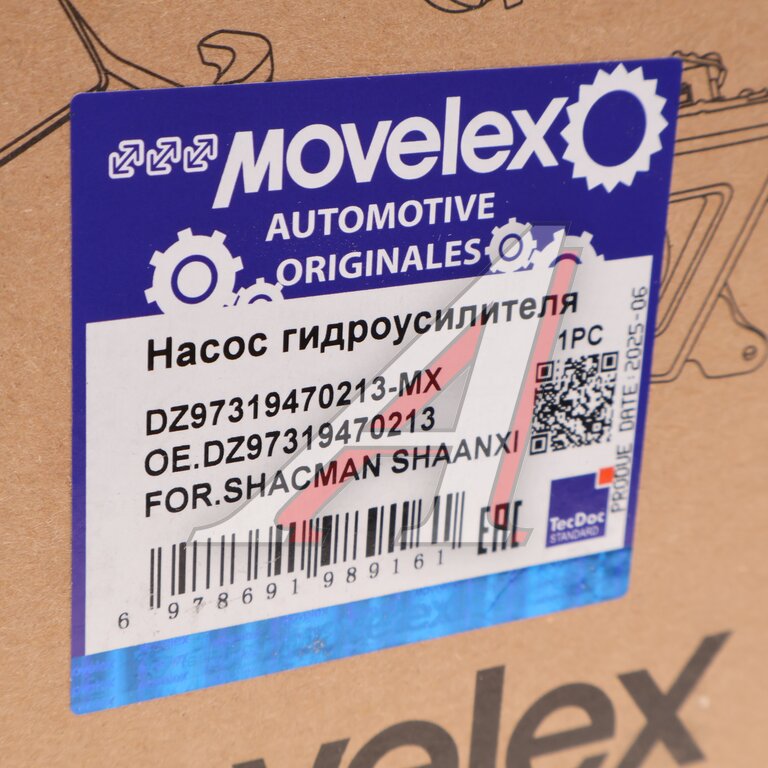 MOVELEX
AUTOMOTIVE
ORIGINALES
Насос гидроусилителя
1PC
DZ97319470213-MX
OE.DZ97319470213
FOR.SHACMAN SHAANXI
PRODUE DATE:2025-06
TecDoc
STANDARD
EAC
6 978691 989161
movelex